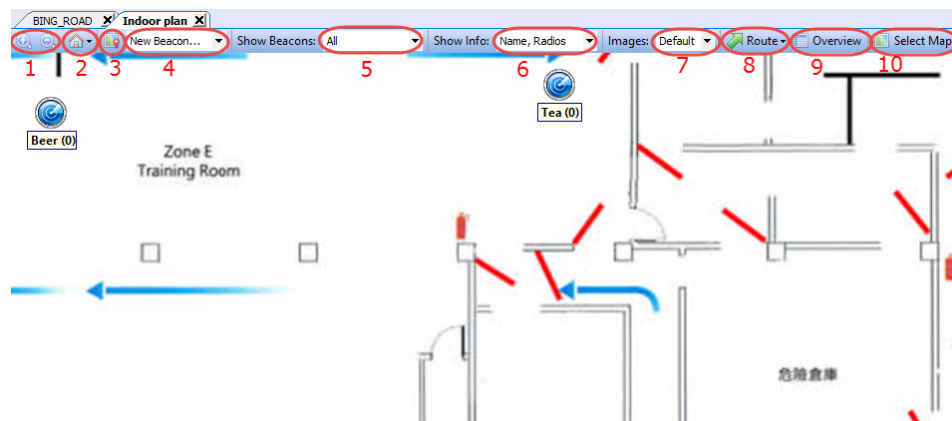 BING_ROAD X Indoor plan X
New Beacon... Show Beacons: All Show Info: Name, Radios Images: Default Route Overview Select Map
1 2 3 4 5 6 7 8 9 10
Beer (0)
Tea (0)
Zone E
Training Room
危險倉庫